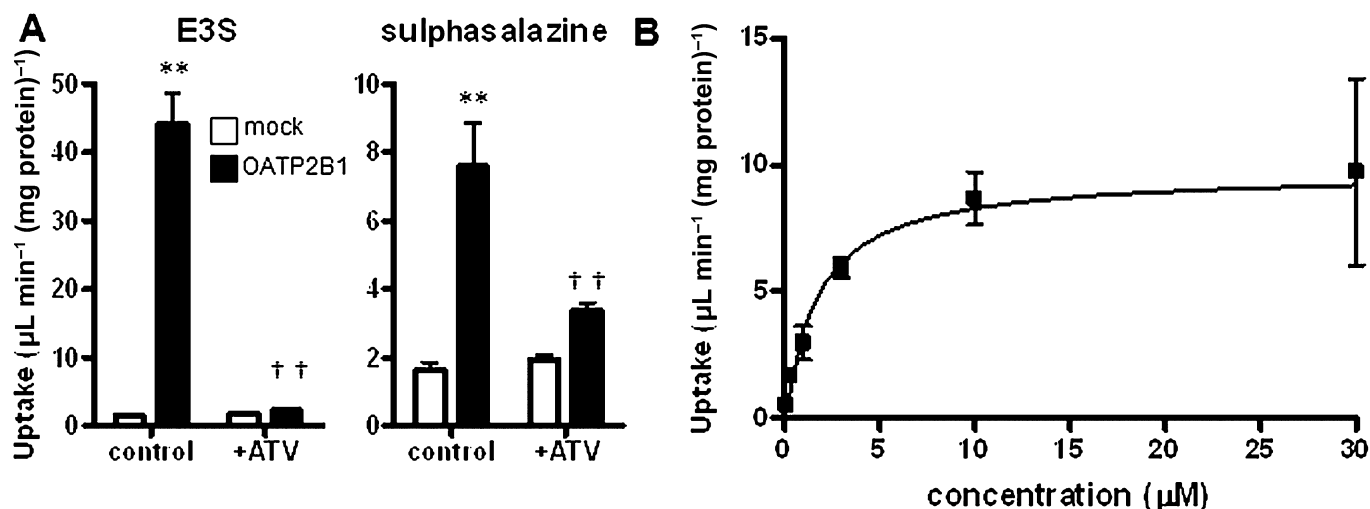 A
E3S
sulphasalazine
B
Uptake (µL min⁻¹ (mg protein)⁻¹)
50
40
30
20
10
0
**
† †
mock
OATP2B1
control
+ATV
10
8
6
4
2
0
**
† †
control
+ATV
Uptake (µL min⁻¹ (mg protein)⁻¹)
15
10
5
0
0
5
10
15
20
25
30
concentration (µM)